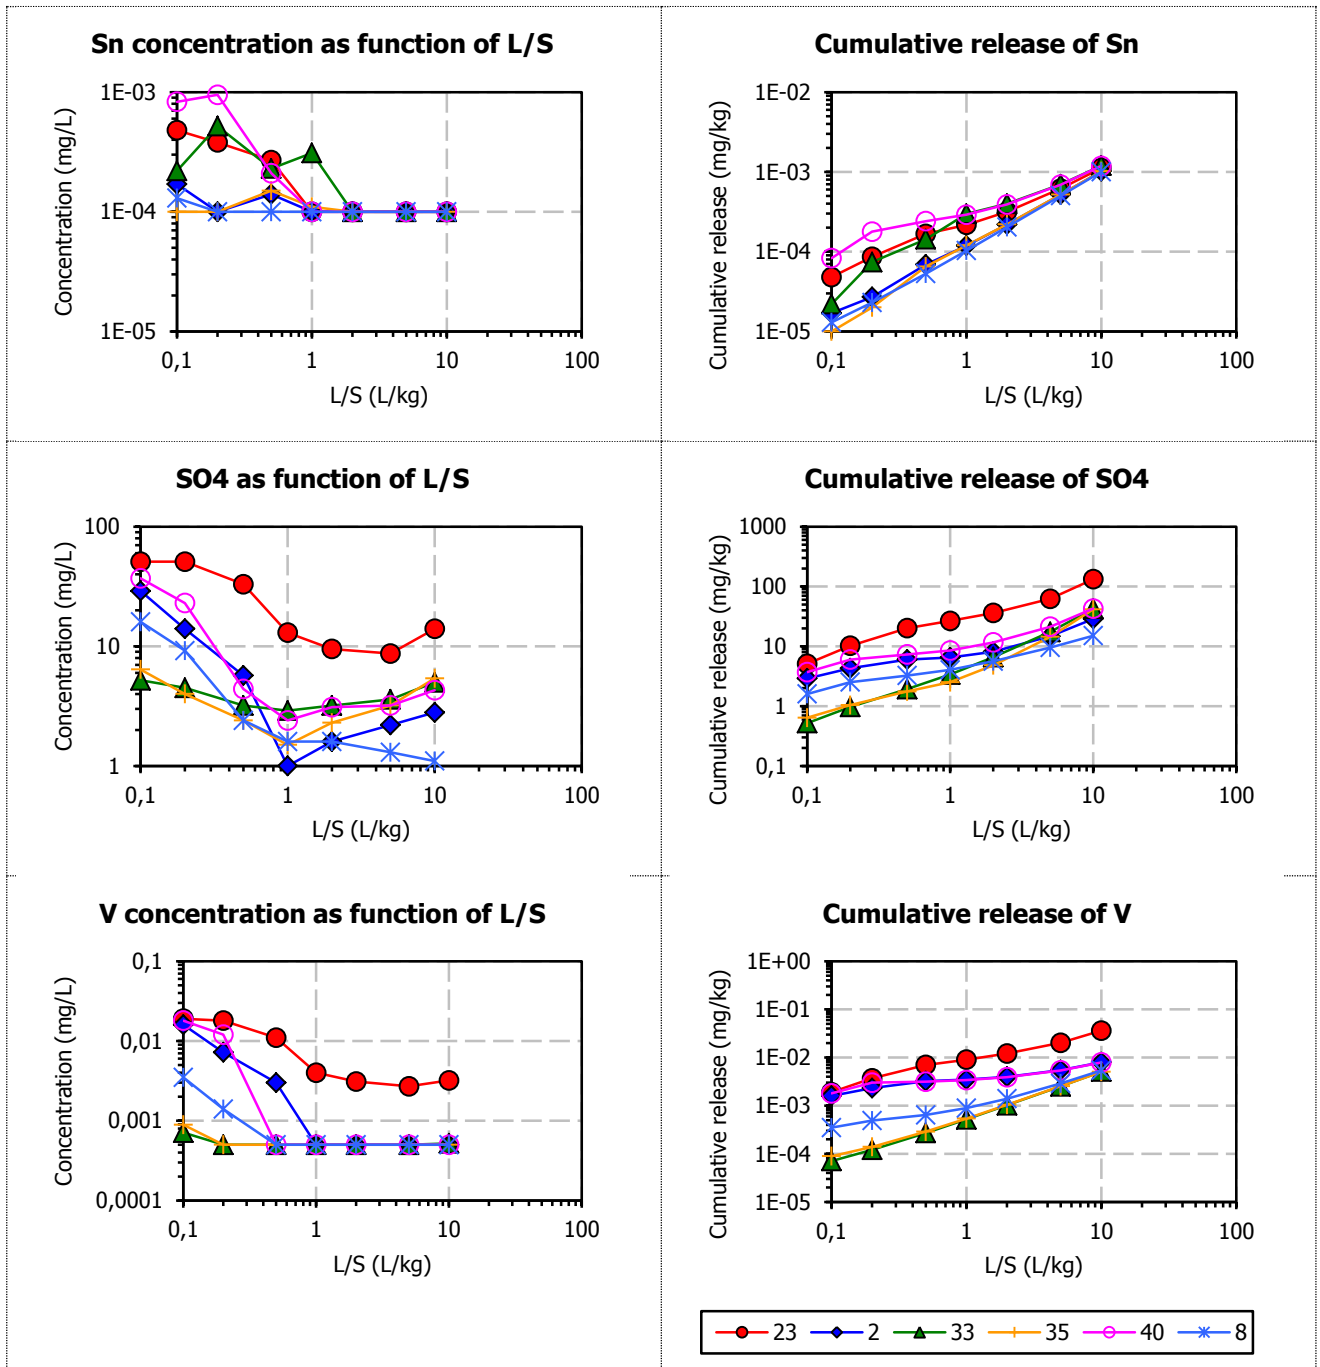 Sn concentration as function of L/S
Concentration (mg/L)
1E-03
1E-04
1E-05
0,1
1
10
100
L/S (L/kg)
Cumulative release of Sn
Cumulative release (mg/kg)
1E-02
1E-03
1E-04
1E-05
0,1
1
10
100
L/S (L/kg)
SO4 as function of L/S
Concentration (mg/L)
100
10
1
0,1
1
10
100
L/S (L/kg)
Cumulative release of SO4
Cumulative release (mg/kg)
1000
100
10
1
0,1
0,1
1
10
100
L/S (L/kg)
V concentration as function of L/S
Concentration (mg/L)
0,1
0,01
0,001
0,0001
0,1
1
10
100
L/S (L/kg)
Cumulative release of V
Cumulative release (mg/kg)
1E+00
1E-01
1E-02
1E-03
1E-04
1E-05
0,1
1
10
100
L/S (L/kg)
23 2 33 35 40 8